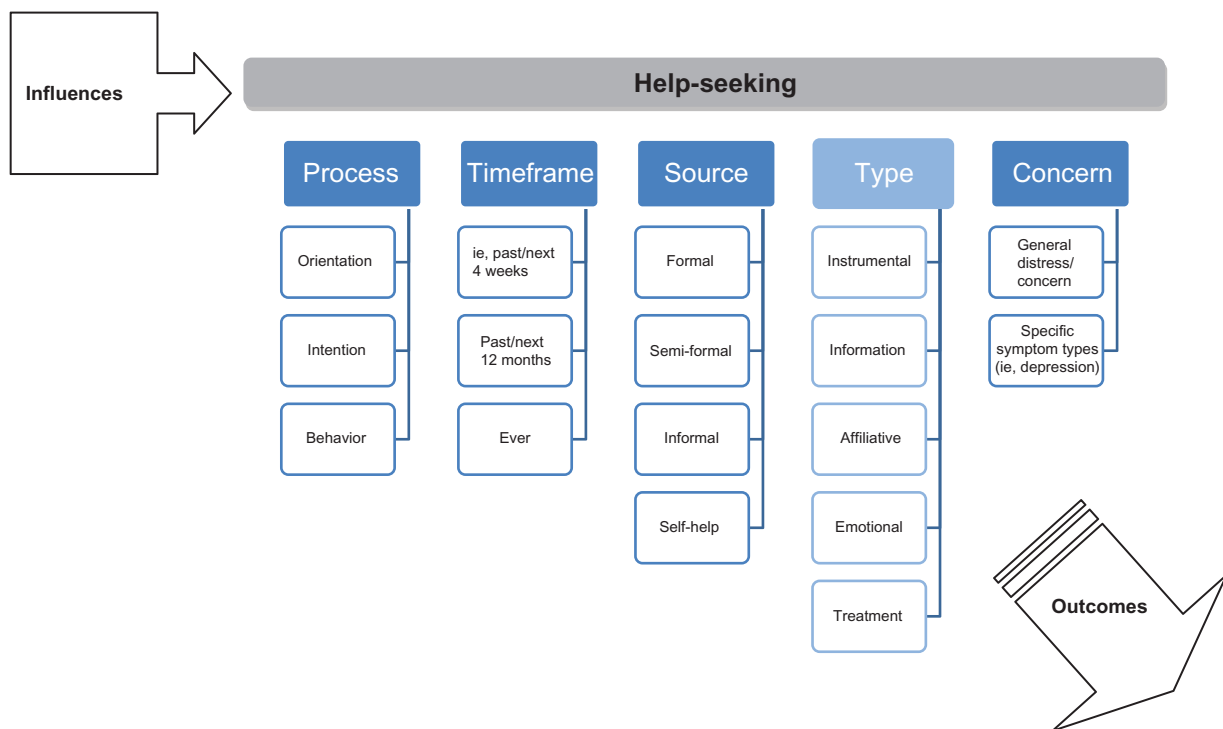 Influences
Help-seeking
Process
Orientation
Intention
Behavior
Timeframe
ie, past/next
4 weeks
Past/next
12 months
Ever
Source
Formal
Semi-formal
Informal
Self-help
Type
Instrumental
Information
Affiliative
Emotional
Treatment
Concern
General
distress/
concern
Specific
symptom types
(ie, depression)
Outcomes